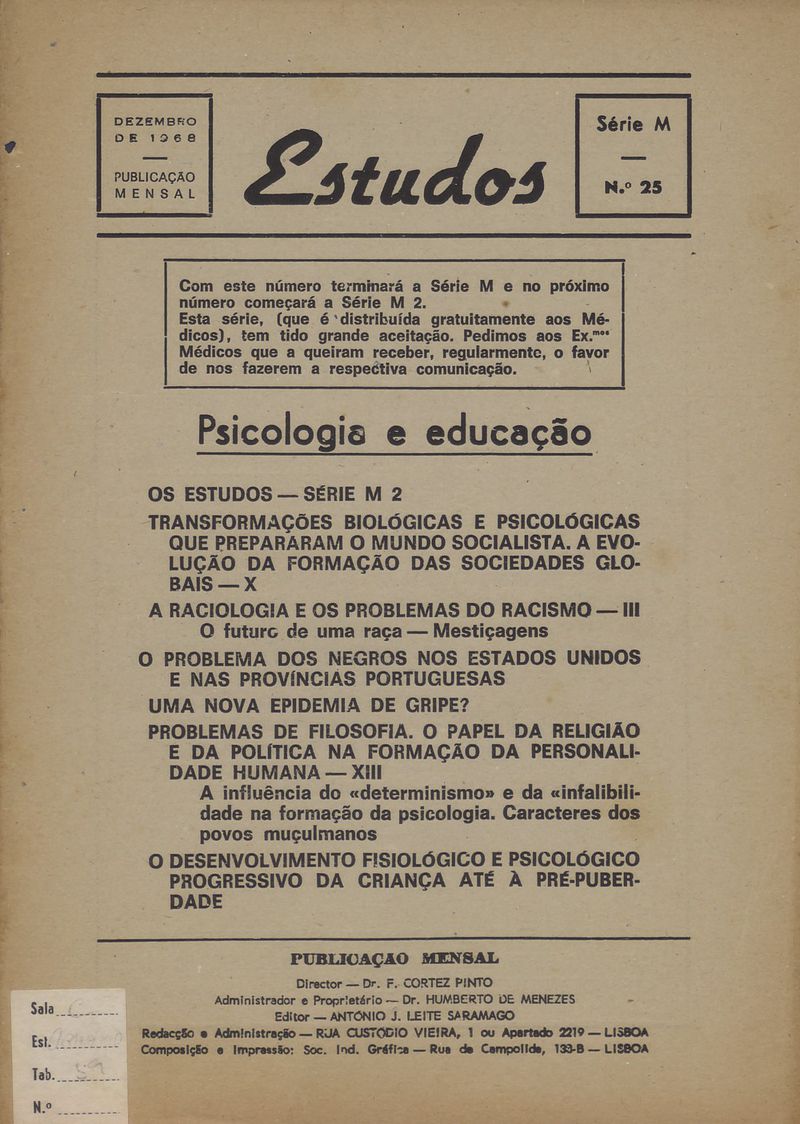 DEZEMBRO
DE 1968
PUBLICAÇÃO
MENSAL
Estudos
Série M
N.º 25
Com este número terminará a Série M e no próximo
número começará a Série M 2.
Esta série, (que é distribuída gratuitamente aos Mé-
dicos), tem tido grande aceitação. Pedimos aos Ex.mos
Médicos que a queiram receber, regularmente, o favor
de nos fazerem a respectiva comunicação.
Psicologia e educação
OS ESTUDOS — SÉRIE M 2
TRANSFORMAÇÕES BIOLÓGICAS E PSICOLÓGICAS
QUE PREPARARAM O MUNDO SOCIALISTA. A EVO-
LUÇÃO DA FORMAÇÃO DAS SOCIEDADES GLO-
BAIS — X
A RACIOLOGIA E OS PROBLEMAS DO RACISMO — III
O futuro de uma raça — Mestiçagens
O PROBLEMA DOS NEGROS NOS ESTADOS UNIDOS
E NAS PROVÍNCIAS PORTUGUESAS
UMA NOVA EPIDEMIA DE GRIPE?
PROBLEMAS DE FILOSOFIA. O PAPEL DA RELIGIÃO
E DA POLÍTICA NA FORMAÇÃO DA PERSONALI-
DADE HUMANA — XIII
A influência do «determinismo» e da «infalibili-
dade na formação da psicologia. Caracteres dos
povos muçulmanos
O DESENVOLVIMENTO FISIOLÓGICO E PSICOLÓGICO
PROGRESSIVO DA CRIANÇA ATÉ À PRÉ-PUBER-
DADE
PUBLICAÇÃO MENSAL
Director — Dr. F. CORTEZ PINTO
Administrador e Proprietário — Dr. HUMBERTO DE MENEZES
Editor — ANTÓNIO J. LEITE SARAMAGO
Redacção e Administração — RUA CUSTÓDIO VIEIRA, 1 ou Apartado 2219 — LISBOA
Composição e Impressão: Soc. Ind. Gráfica — Rua de Campolide, 133-B — LISBOA
Sala
Est.
Tab.
N.º